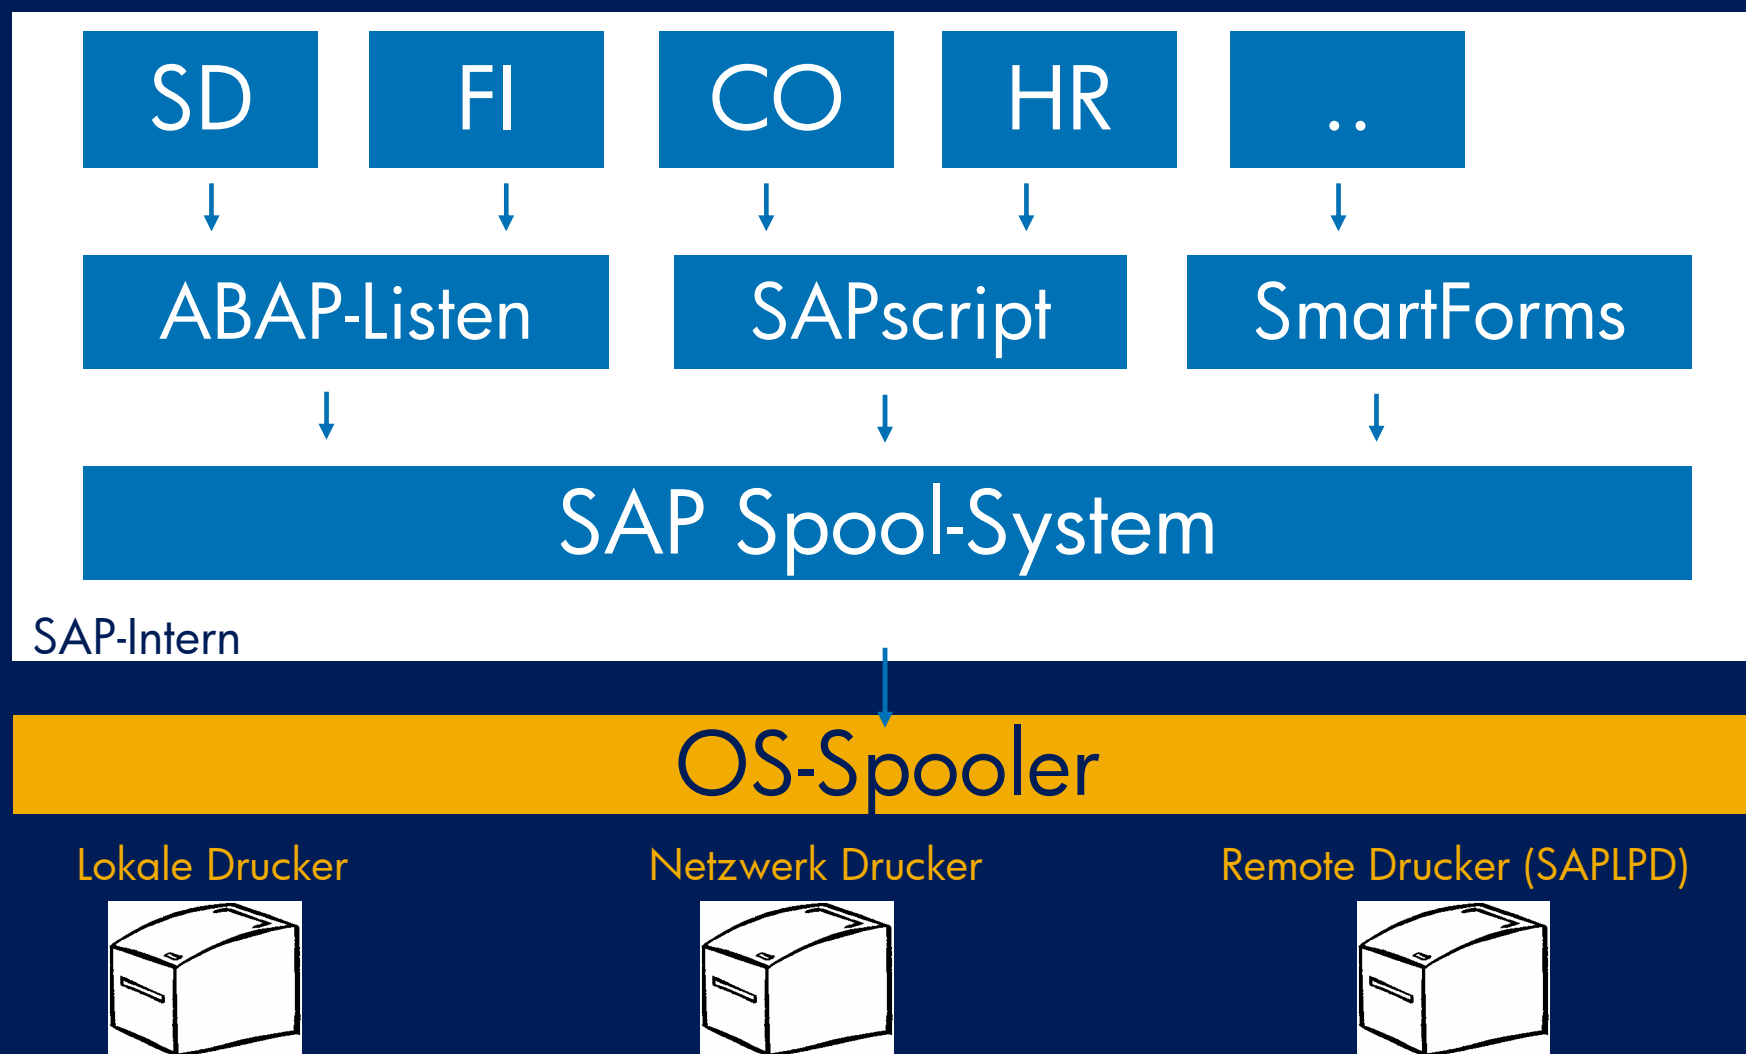 SD FI CO HR ..
ABAP-Listen SAPscript SmartForms
SAP Spool-System
SAP-Intern
OS-Spooler
Lokale Drucker Netzwerk Drucker Remote Drucker (SAPLPD)